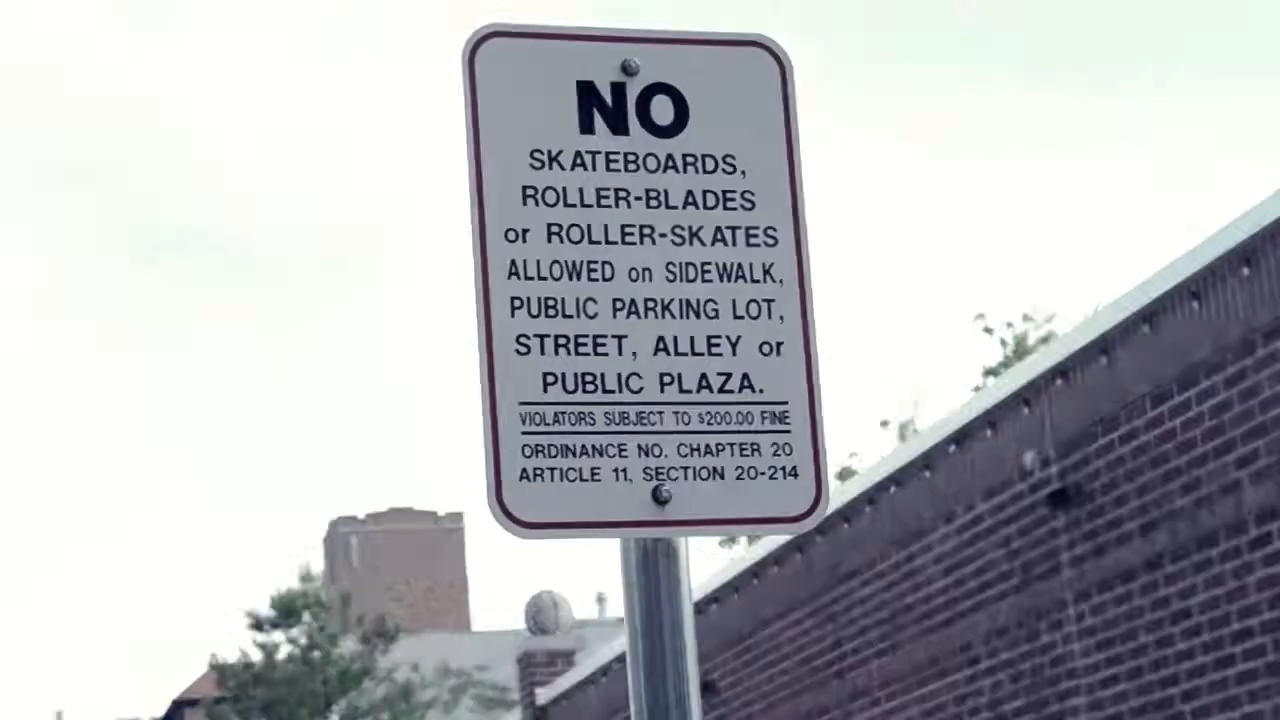 NO
SKATEBOARDS,
ROLLER-BLADES
or ROLLER-SKATES
ALLOWED on SIDEWALK,
PUBLIC PARKING LOT,
STREET, ALLEY or
PUBLIC PLAZA.
VIOLATORS SUBJECT TO $200.00 FINE
ORDINANCE NO. CHAPTER 20
ARTICLE 11, SECTION 20-214